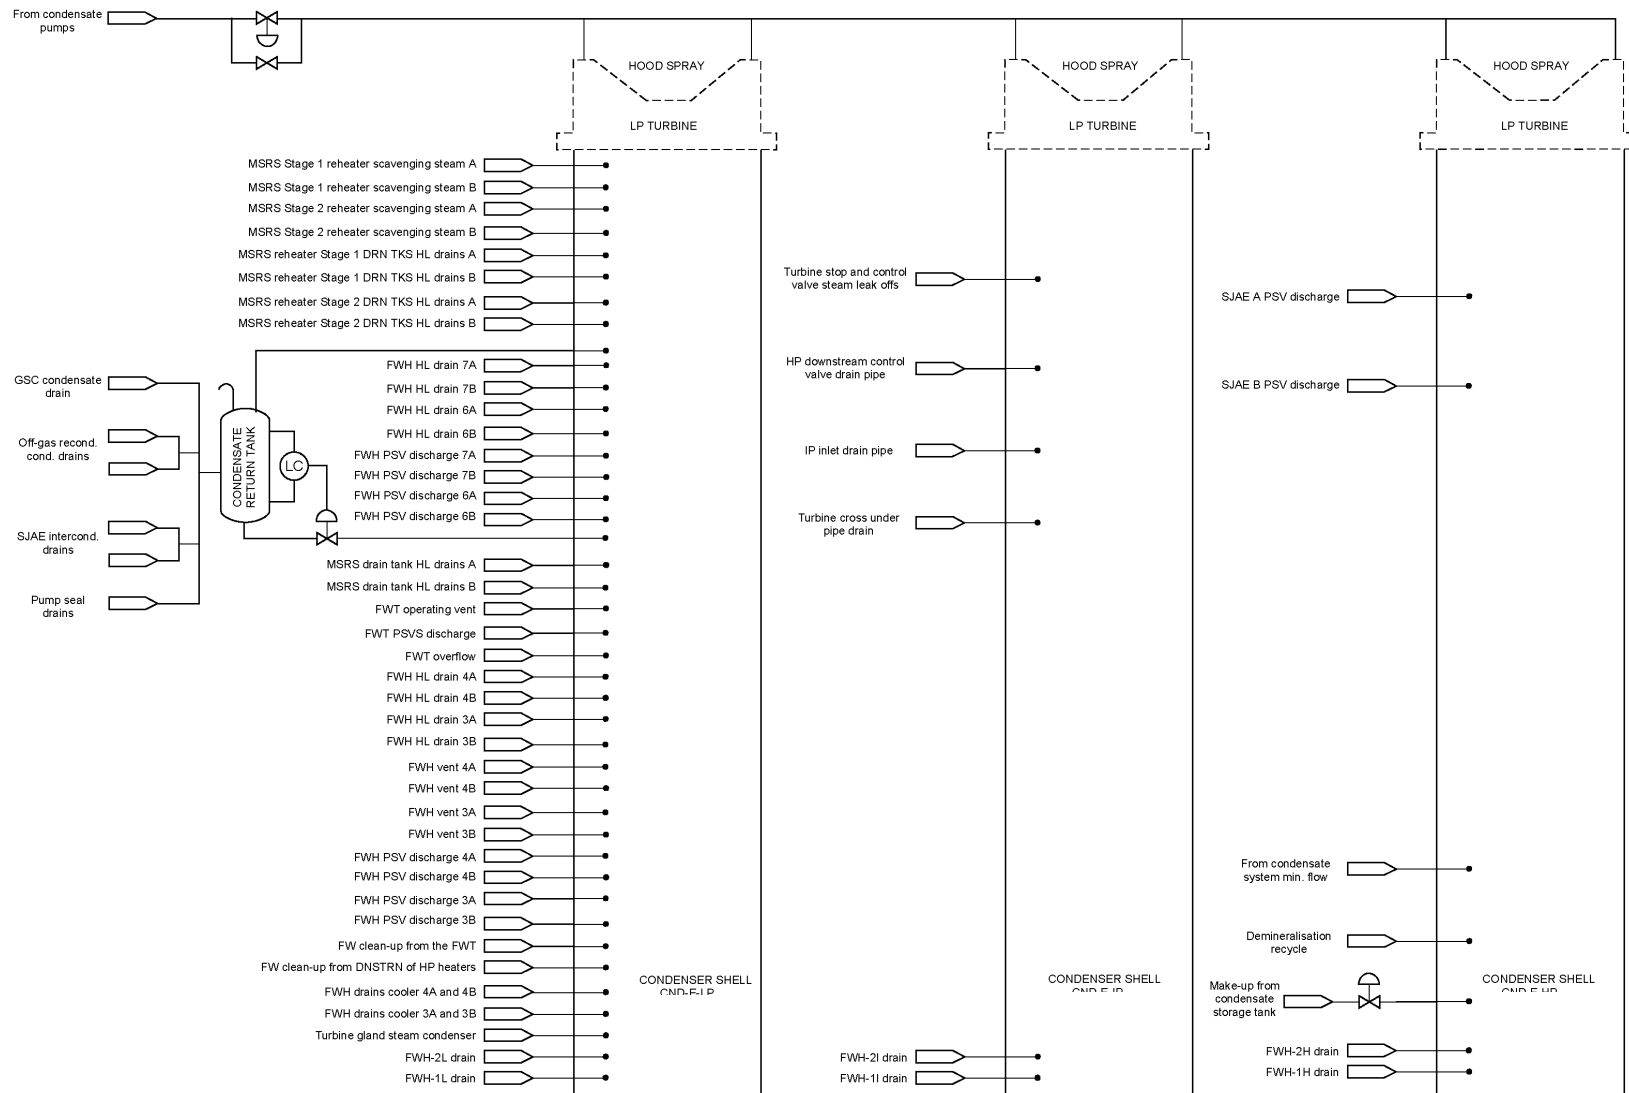 From condensate
pumps
HOOD SPRAY
HOOD SPRAY
HOOD SPRAY
LP TURBINE
LP TURBINE
LP TURBINE
MSRS Stage 1 reheater scavenging steam A
MSRS Stage 1 reheater scavenging steam B
MSRS Stage 2 reheater scavenging steam A
MSRS Stage 2 reheater scavenging steam B
MSRS reheater Stage 1 DRN TKS HL drains A
MSRS reheater Stage 1 DRN TKS HL drains B
MSRS reheater Stage 2 DRN TKS HL drains A
MSRS reheater Stage 2 DRN TKS HL drains B
FWH HL drain 7A
FWH HL drain 7B
FWH HL drain 6A
FWH HL drain 6B
FWH PSV discharge 7A
FWH PSV discharge 7B
FWH PSV discharge 6A
FWH PSV discharge 6B
GSC condensate
drain
Off-gas recond.
cond. drains
SJAE intercond.
drains
Pump seal
drains
CONDENSATE
RETURN TANK
LC
MSRS drain tank HL drains A
MSRS drain tank HL drains B
FWT operating vent
FWT PSVS discharge
FWT overflow
FWH HL drain 4A
FWH HL drain 4B
FWH HL drain 3A
FWH HL drain 3B
FWH vent 4A
FWH vent 4B
FWH vent 3A
FWH vent 3B
FWH PSV discharge 4A
FWH PSV discharge 4B
FWH PSV discharge 3A
FWH PSV discharge 3B
FW clean-up from the FWT
FW clean-up from DNSTRN of HP heaters
FWH drains cooler 4A and 4B
FWH drains cooler 3A and 3B
Turbine gland steam condenser
FWH-2L drain
FWH-1L drain
CONDENSER SHELL
CND-E-LP
Turbine stop and control
valve steam leak offs
HP downstream control
valve drain pipe
IP inlet drain pipe
Turbine cross under
pipe drain
CONDENSER SHELL
CND-E-IP
FWH-2I drain
FWH-1I drain
SJAE A PSV discharge
SJAE B PSV discharge
From condensate
system min. flow
Demineralisation
recycle
Make-up from
condensate
storage tank
CONDENSER SHELL
CND-E-HP
FWH-2H drain
FWH-1H drain